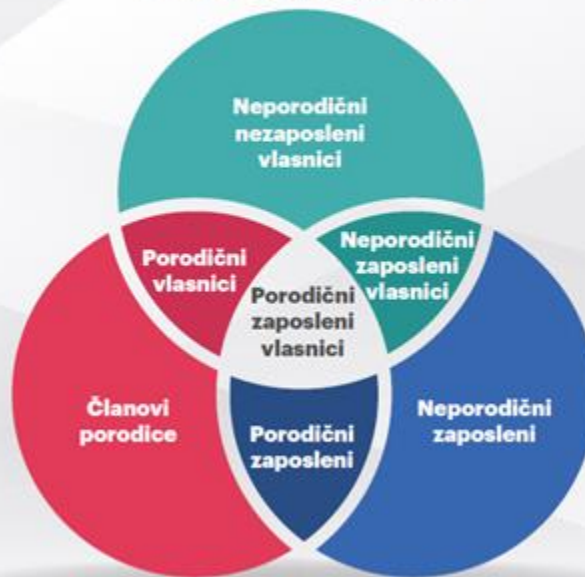 Neporodični
nezaposleni
vlasnici
Porodični
vlasnici
Neporodični
zaposleni
vlasnici
Porodični
zaposleni
vlasnici
Članovi
porodice
Porodični
zaposleni
Neporodični
zaposleni